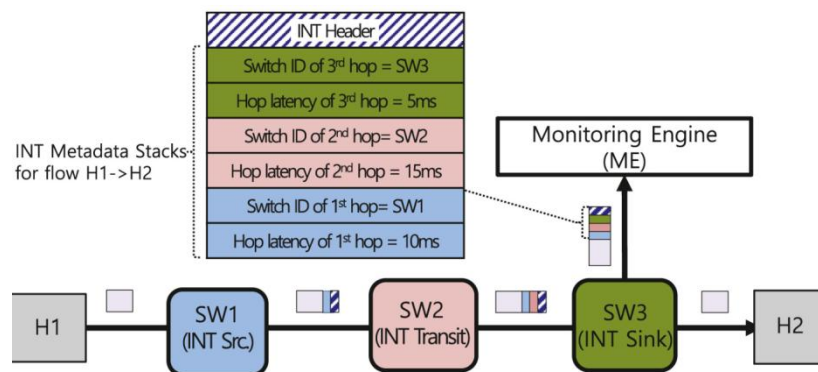 INT Header
Switch ID of 3rd hop = SW3
Hop latency of 3rd hop = 5ms
Switch ID of 2nd hop = SW2
Hop latency of 2nd hop = 15ms
Switch ID of 1st hop= SW1
Hop latency of 1st hop = 10ms
INT Metadata Stacks
for flow H1->H2
Monitoring Engine
(ME)
H1
SW1
(INT Src.)
SW2
(INT Transit)
SW3
(INT Sink)
H2